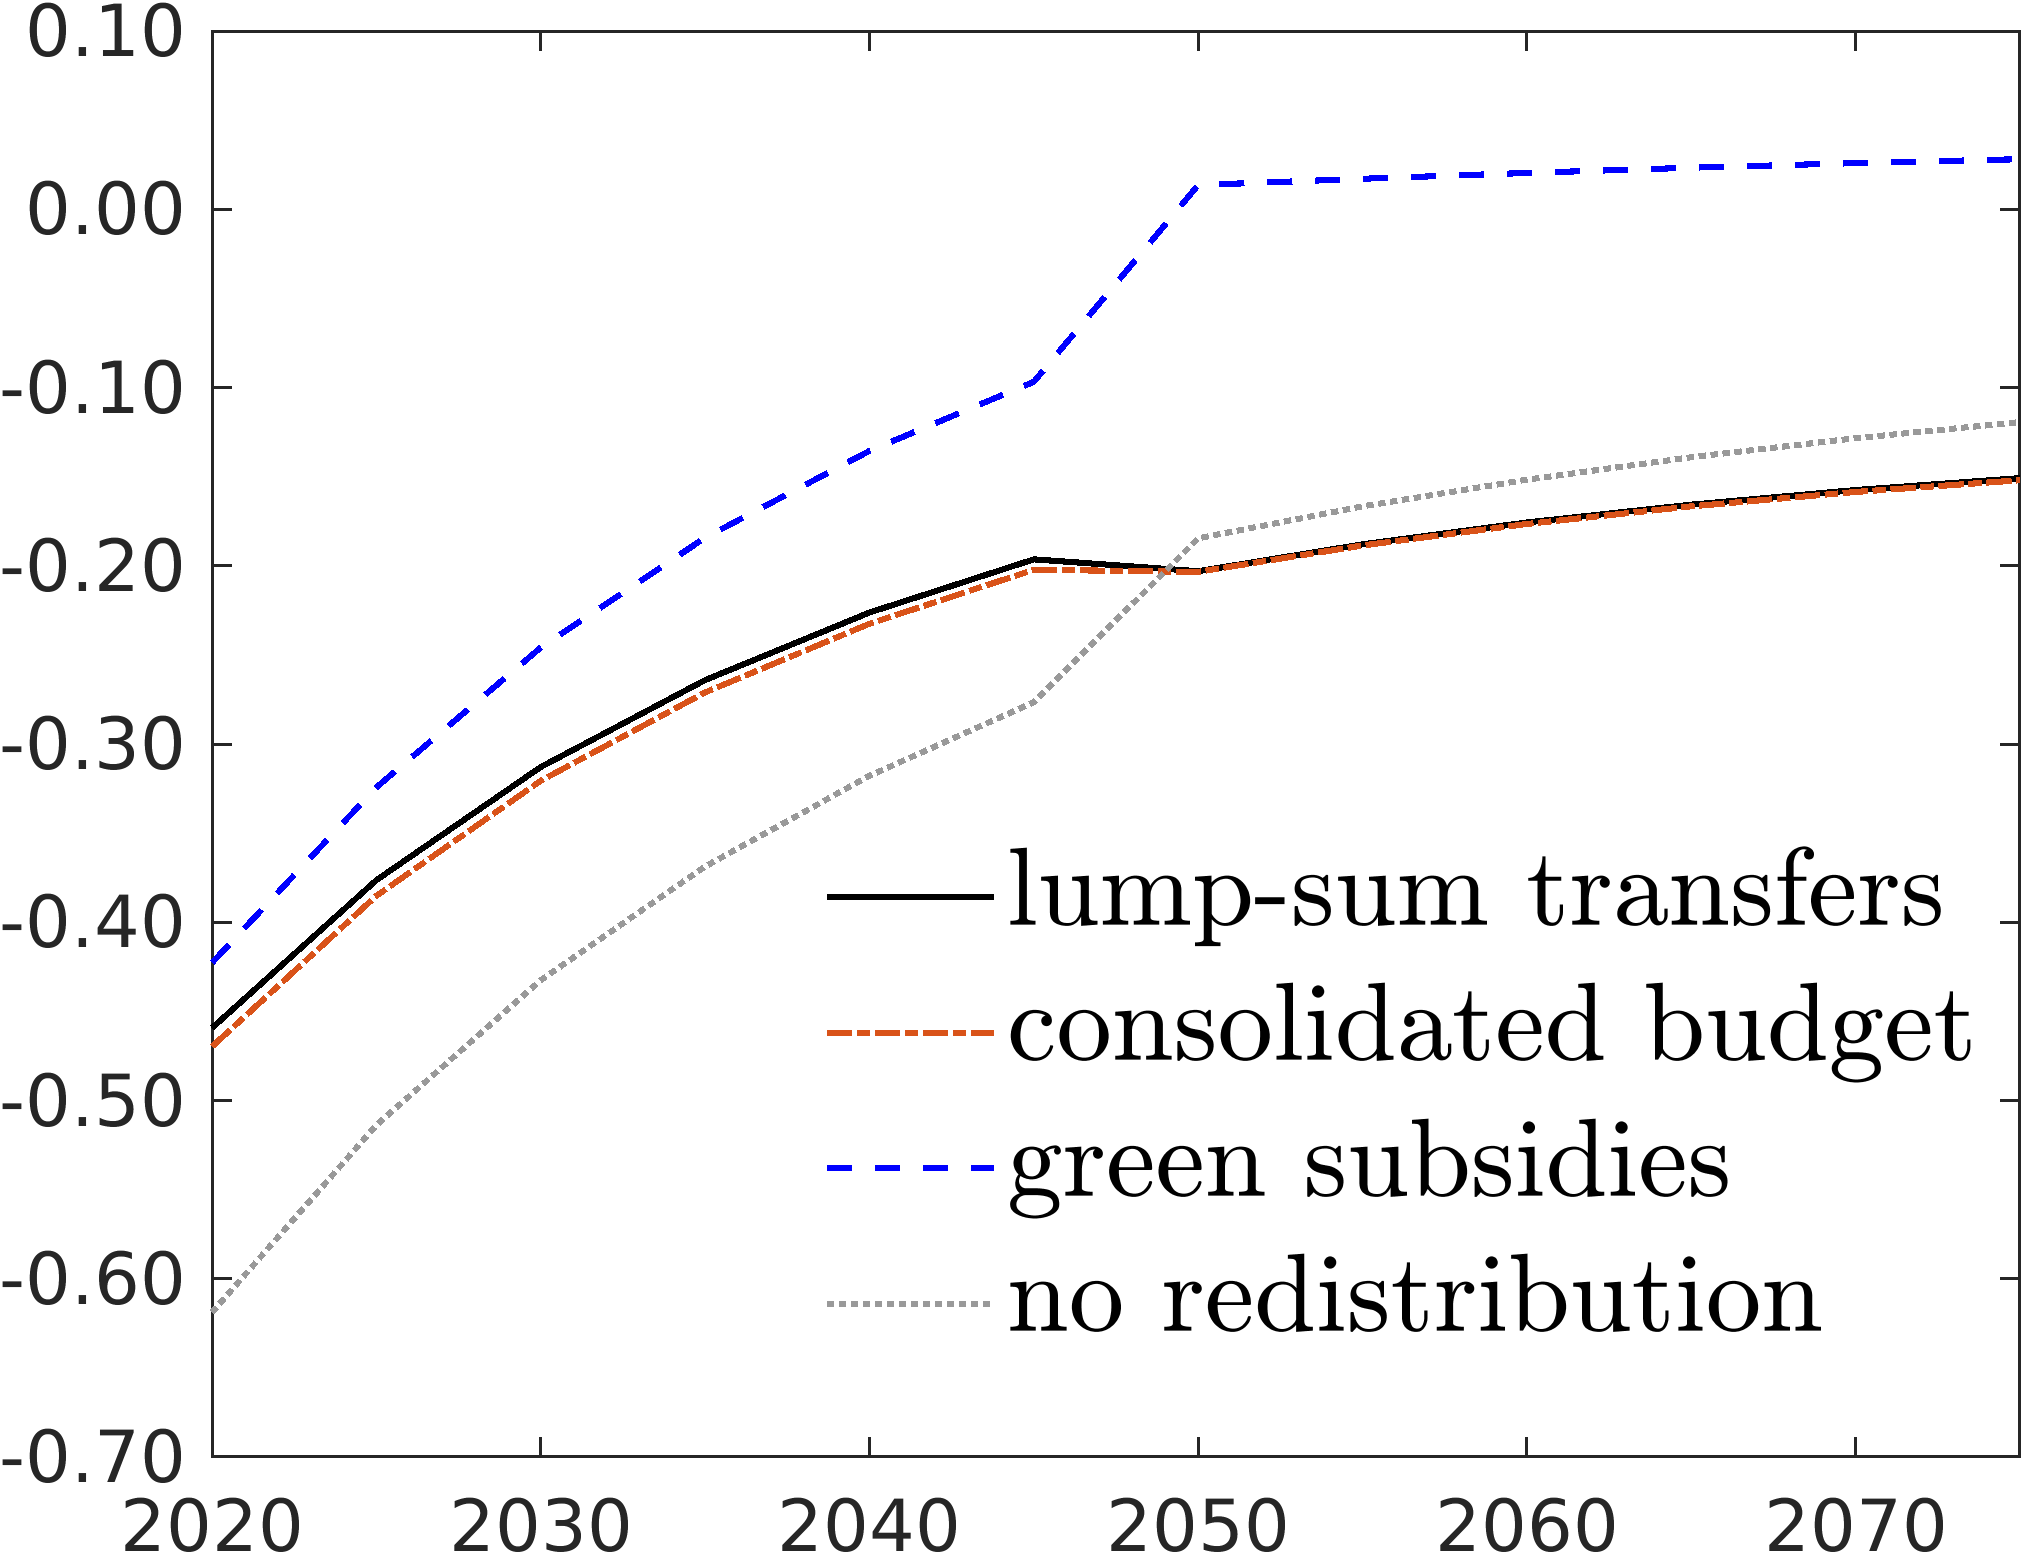 0.10
0.00
-0.10
-0.20
-0.30
-0.40
-0.50
-0.60
-0.70
lump-sum transfers
consolidated budget
green subsidies
no redistribution
2020 2030 2040 2050 2060 2070